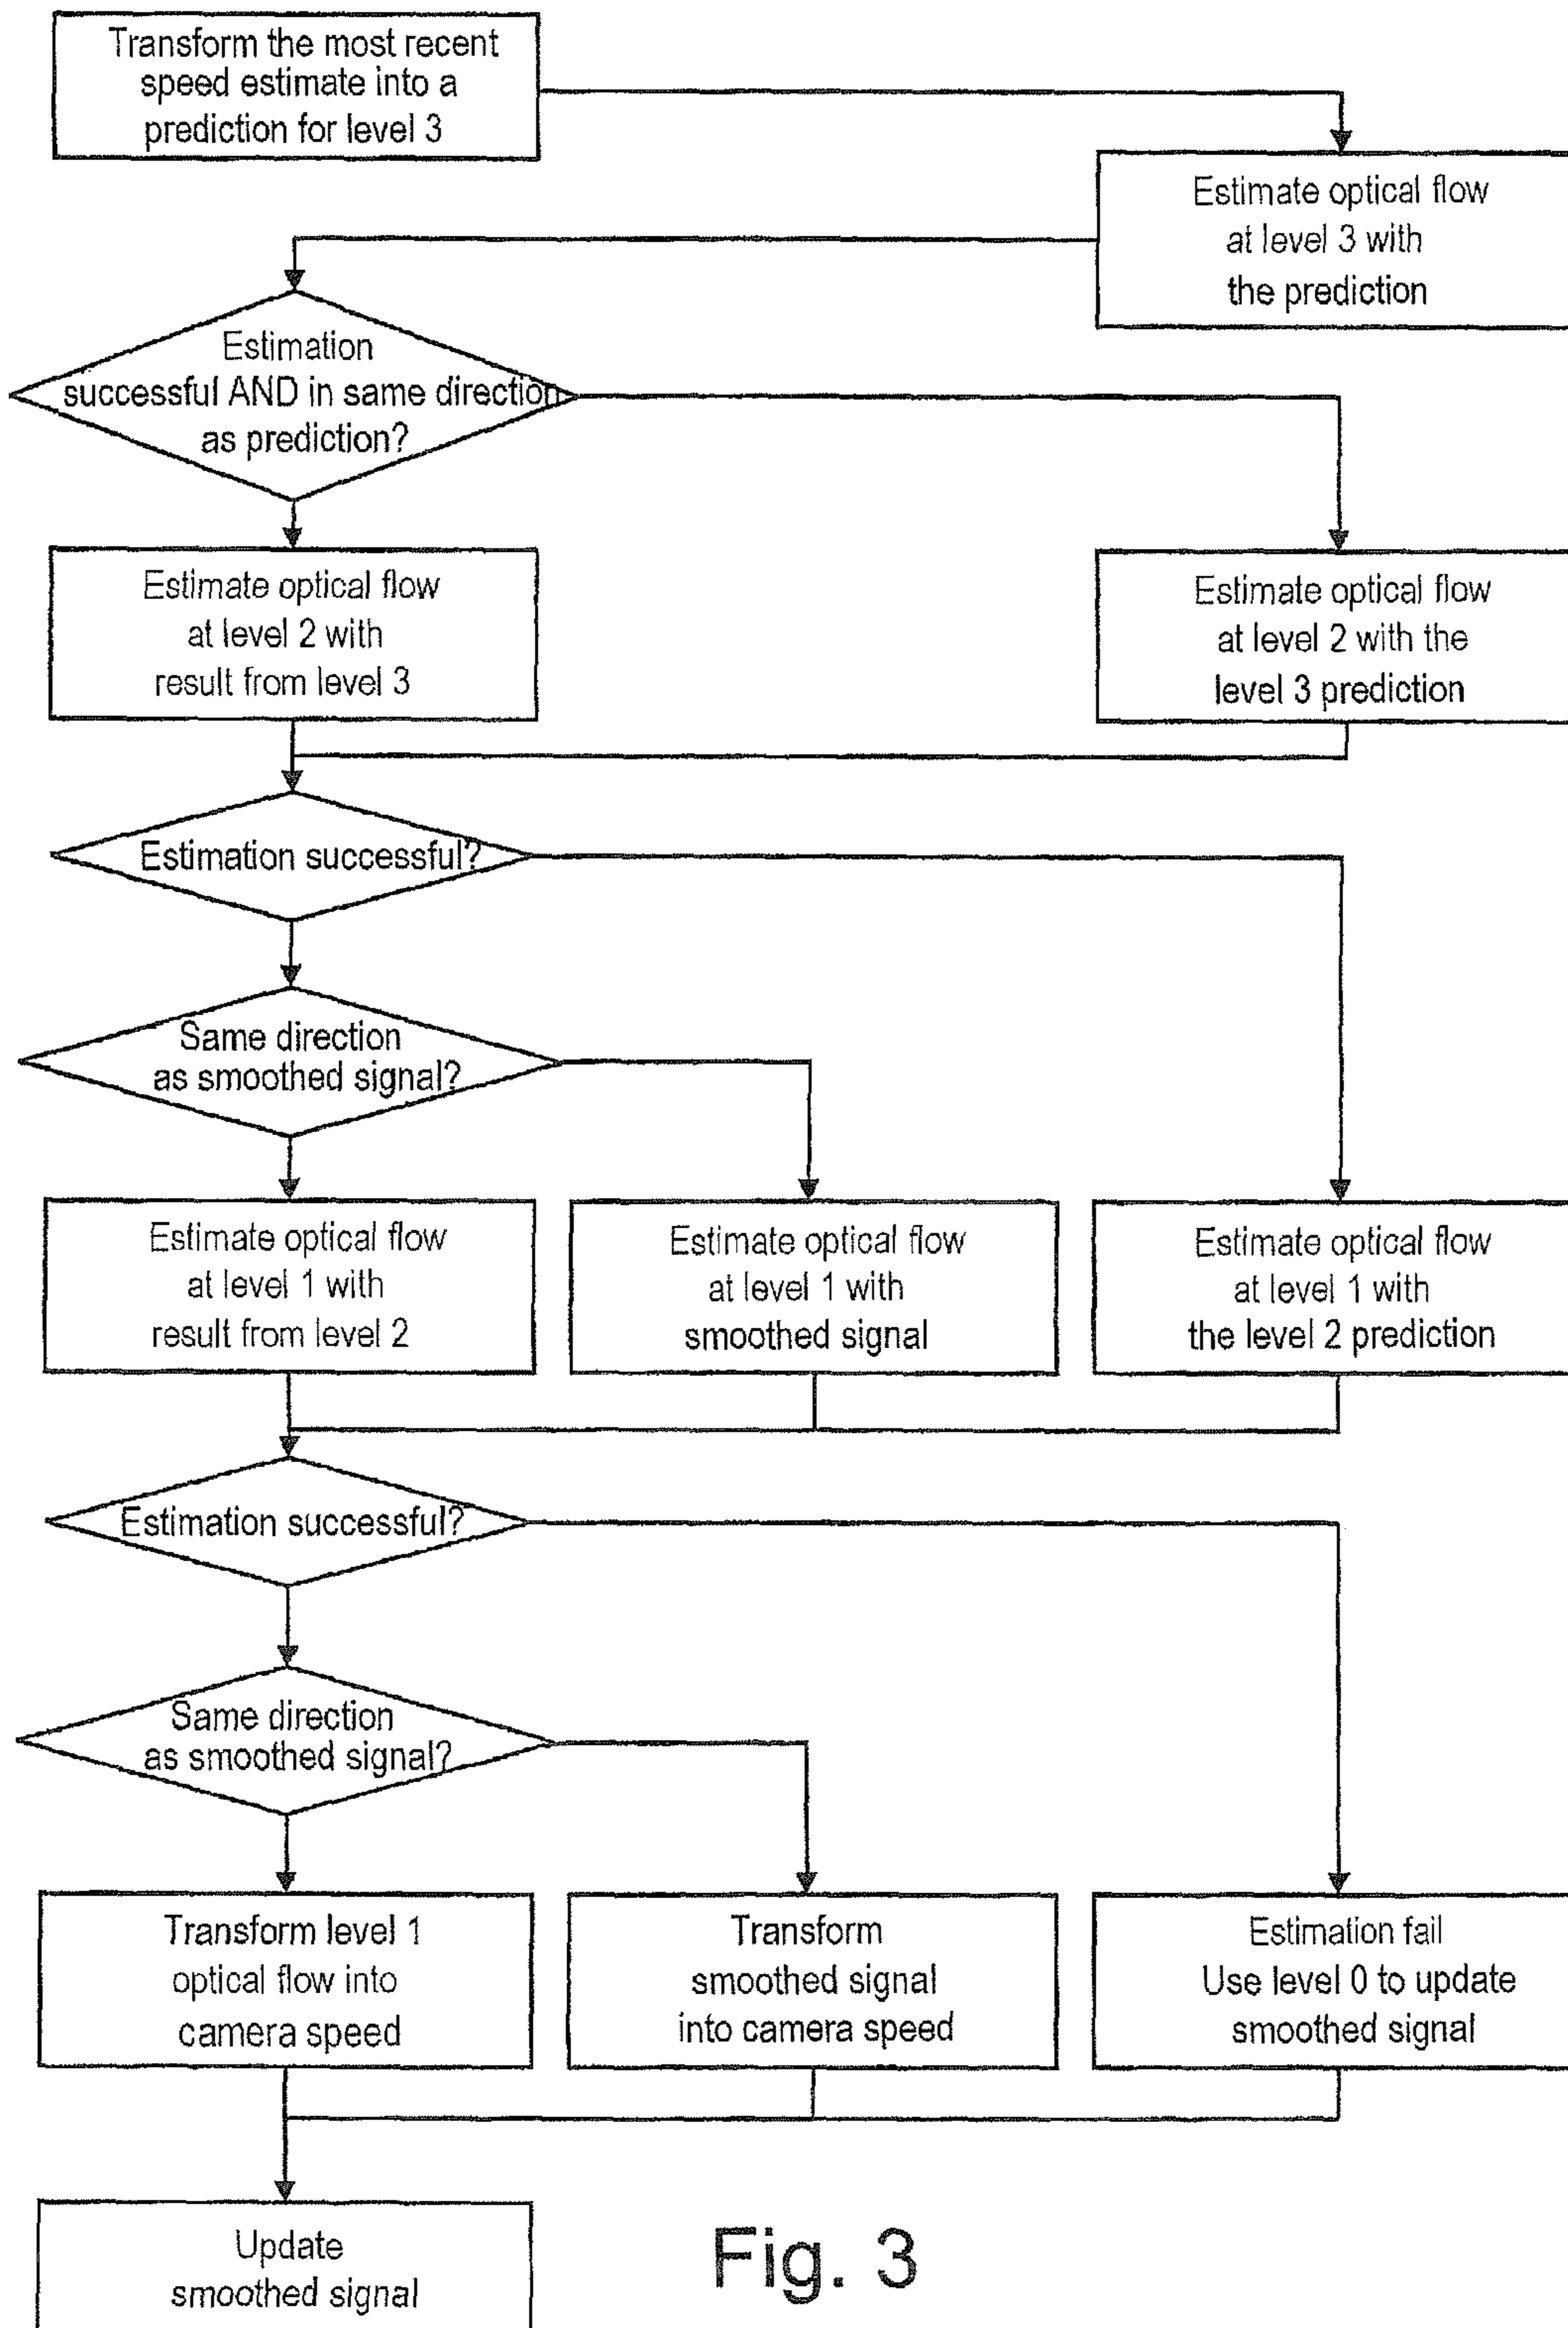 Transform the most recent
speed estimate into a
prediction for level 3
Estimate optical flow
at level 3 with
the prediction
Estimation
successful AND in same direction
as prediction?
Estimate optical flow
at level 2 with
result from level 3
Estimate optical flow
at level 2 with the
level 3 prediction
Estimation successful?
Same direction
as smoothed signal?
Estimate optical flow
at level 1 with
result from level 2
Estimate optical flow
at level 1 with
smoothed signal
Estimate optical flow
at level 1 with
the level 2 prediction
Estimation successful?
Same direction
as smoothed signal?
Transform level 1
optical flow into
camera speed
Transform
smoothed signal
into camera speed
Estimation fail
Use level 0 to update
smoothed signal
Update
smoothed signal
Fig. 3